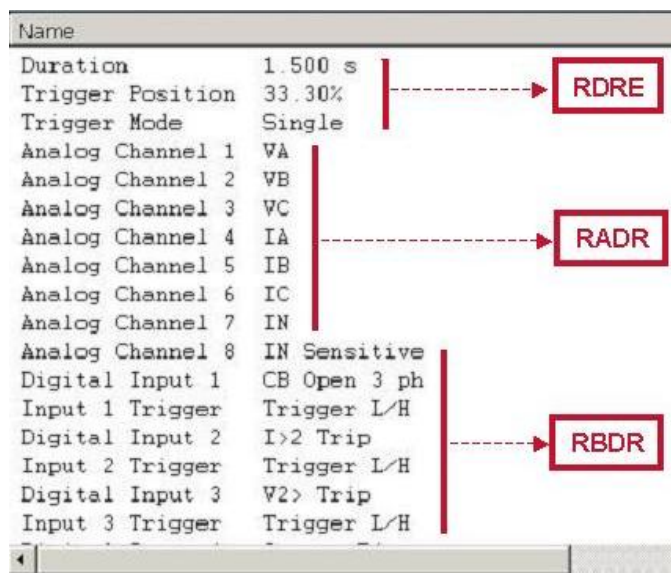 Name
Duration 1.500 s
Trigger Position 33.30%
Trigger Mode Single
RDRE
Analog Channel 1 VA
Analog Channel 2 VB
Analog Channel 3 VC
Analog Channel 4 IA
RADR
Analog Channel 5 IB
Analog Channel 6 IC
Analog Channel 7 IN
Analog Channel 8 IN Sensitive
Digital Input 1 CB Open 3 ph
Input 1 Trigger Trigger L/H
Digital Input 2 I>2 Trip
RBDR
Input 2 Trigger Trigger L/H
Digital Input 3 V2> Trip
Input 3 Trigger Trigger L/H